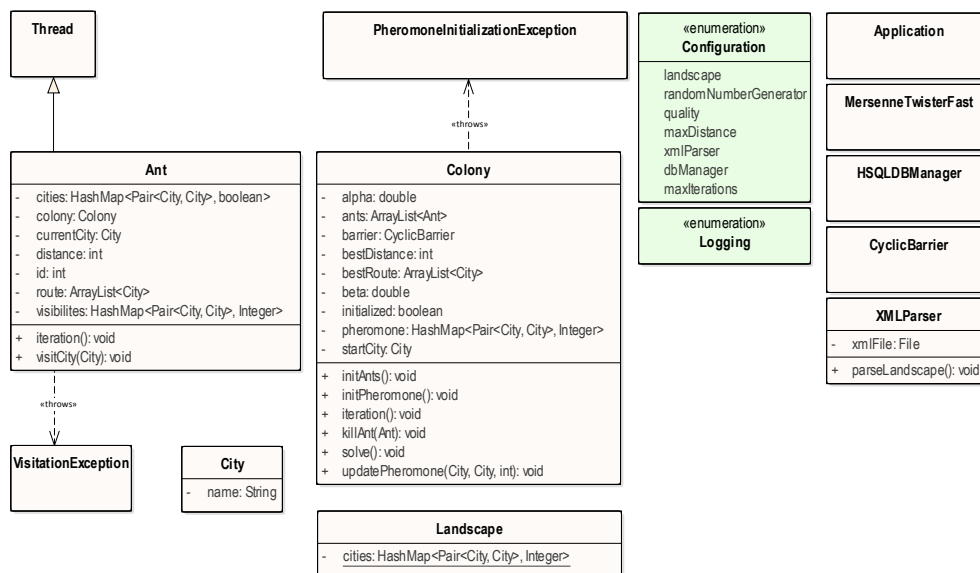 Thread
PheromoneInitializationException
«enumeration»
Configuration
landscape
randomNumberGenerator
quality
maxDistance
xmlParser
dbManager
maxIterations
Application
MersenneTwisterFast
HSQLDBManager
CyclicBarrier
«enumeration»
Logging
XMLParser
- xmlFile: File
+ parseLandscape(): void
«throws»
Ant
- cities: HashMap<Pair<City, City>, boolean>
- colony: Colony
- currentCity: City
- distance: int
- id: int
- route: ArrayList<City>
- visibilites: HashMap<Pair<City, City>, Integer>
+ iteration(): void
+ visitCity(City): void
Colony
- alpha: double
- ants: ArrayList<Ant>
- barrier: CyclicBarrier
- bestDistance: int
- bestRoute: ArrayList<City>
- beta: double
- initialized: boolean
- pheromone: HashMap<Pair<City, City>, Integer>
- startCity: City
+ initAnts(): void
+ initPheromone(): void
+ iteration(): void
+ killAnt(Ant): void
+ solve(): void
+ updatePheromone(City, City, int): void
«throws»
VisitationException
City
- name: String
Landscape
- cities: HashMap<Pair<City, City>, Integer>